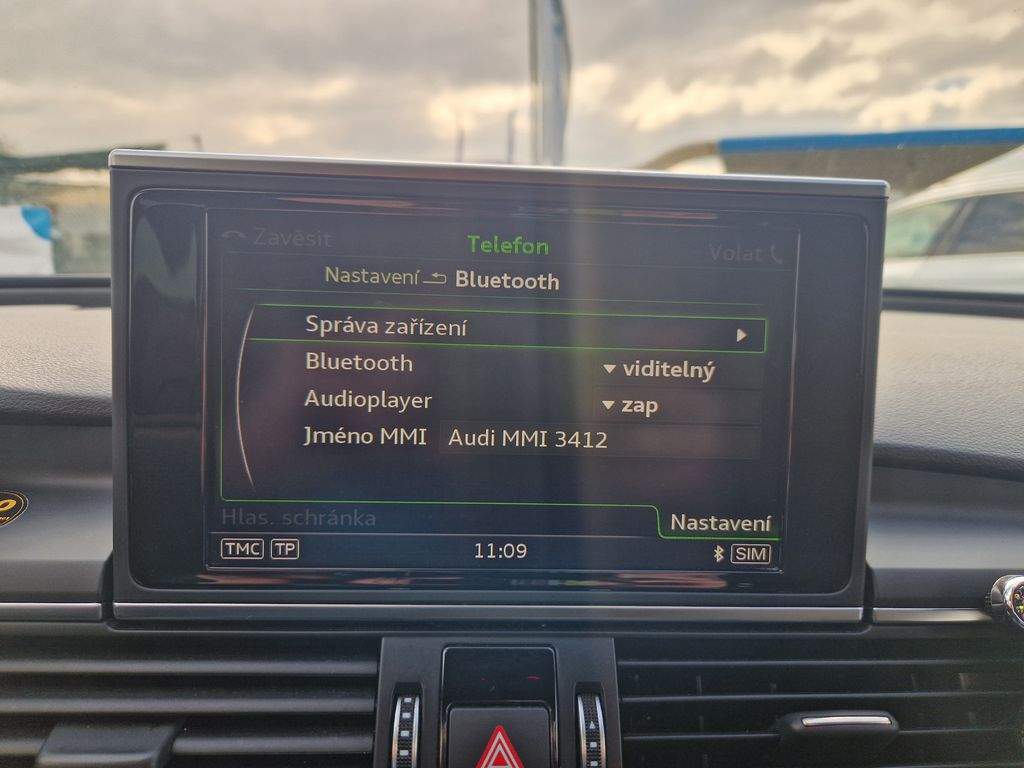 Zavěsit Telefon Volat
Nastavení Bluetooth
Správa zařízení
Bluetooth viditelný
Audioplayer zap
Jméno MMI Audi MMI 3412
Hlas. schránka Nastavení
TMC TP 11:09 SIM